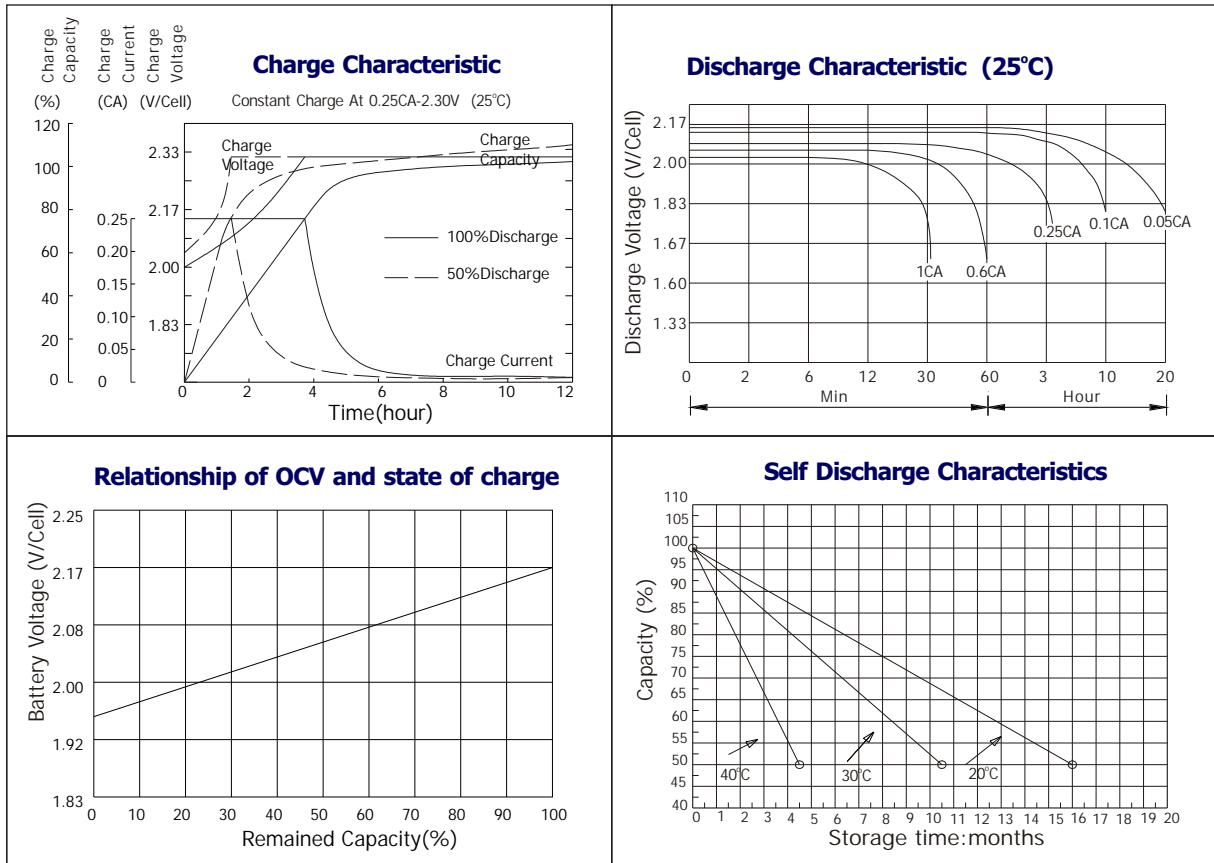 Charge Capacity
Charge Current
Charge Voltage
(%) (CA) (V/Cell)
Charge Characteristic
Constant Charge At 0.25CA-2.30V (25°C)
120
100
80
60
40
20
0
0.25
0.20
0.15
0.10
0.05
0
2.33
2.17
2.00
1.83
Charge Voltage
Charge Capacity
100%Discharge
50%Discharge
Charge Current
0 2 4 6 8 10 12
Time(hour)
Discharge Characteristic (25°C)
Discharge Voltage (V/Cell)
2.17
2.00
1.83
1.67
1.60
1.33
1CA
0.6CA
0.25CA
0.1CA
0.05CA
0 2 6 12 30 60 3 10 20
Min Hour
Relationship of OCV and state of charge
Battery Voltage (V/Cell)
2.25
2.17
2.08
2.00
1.92
1.83
0 10 20 30 40 50 60 70 80 90 100
Remained Capacity(%)
Self Discharge Characteristics
Capacity (%)
110
105
100
95
90
85
80
75
70
65
60
55
50
45
40
40°C
30°C
20°C
0 1 2 3 4 5 6 7 8 9 10 11 12 13 14 15 16 17 18 19 20
Storage time:months